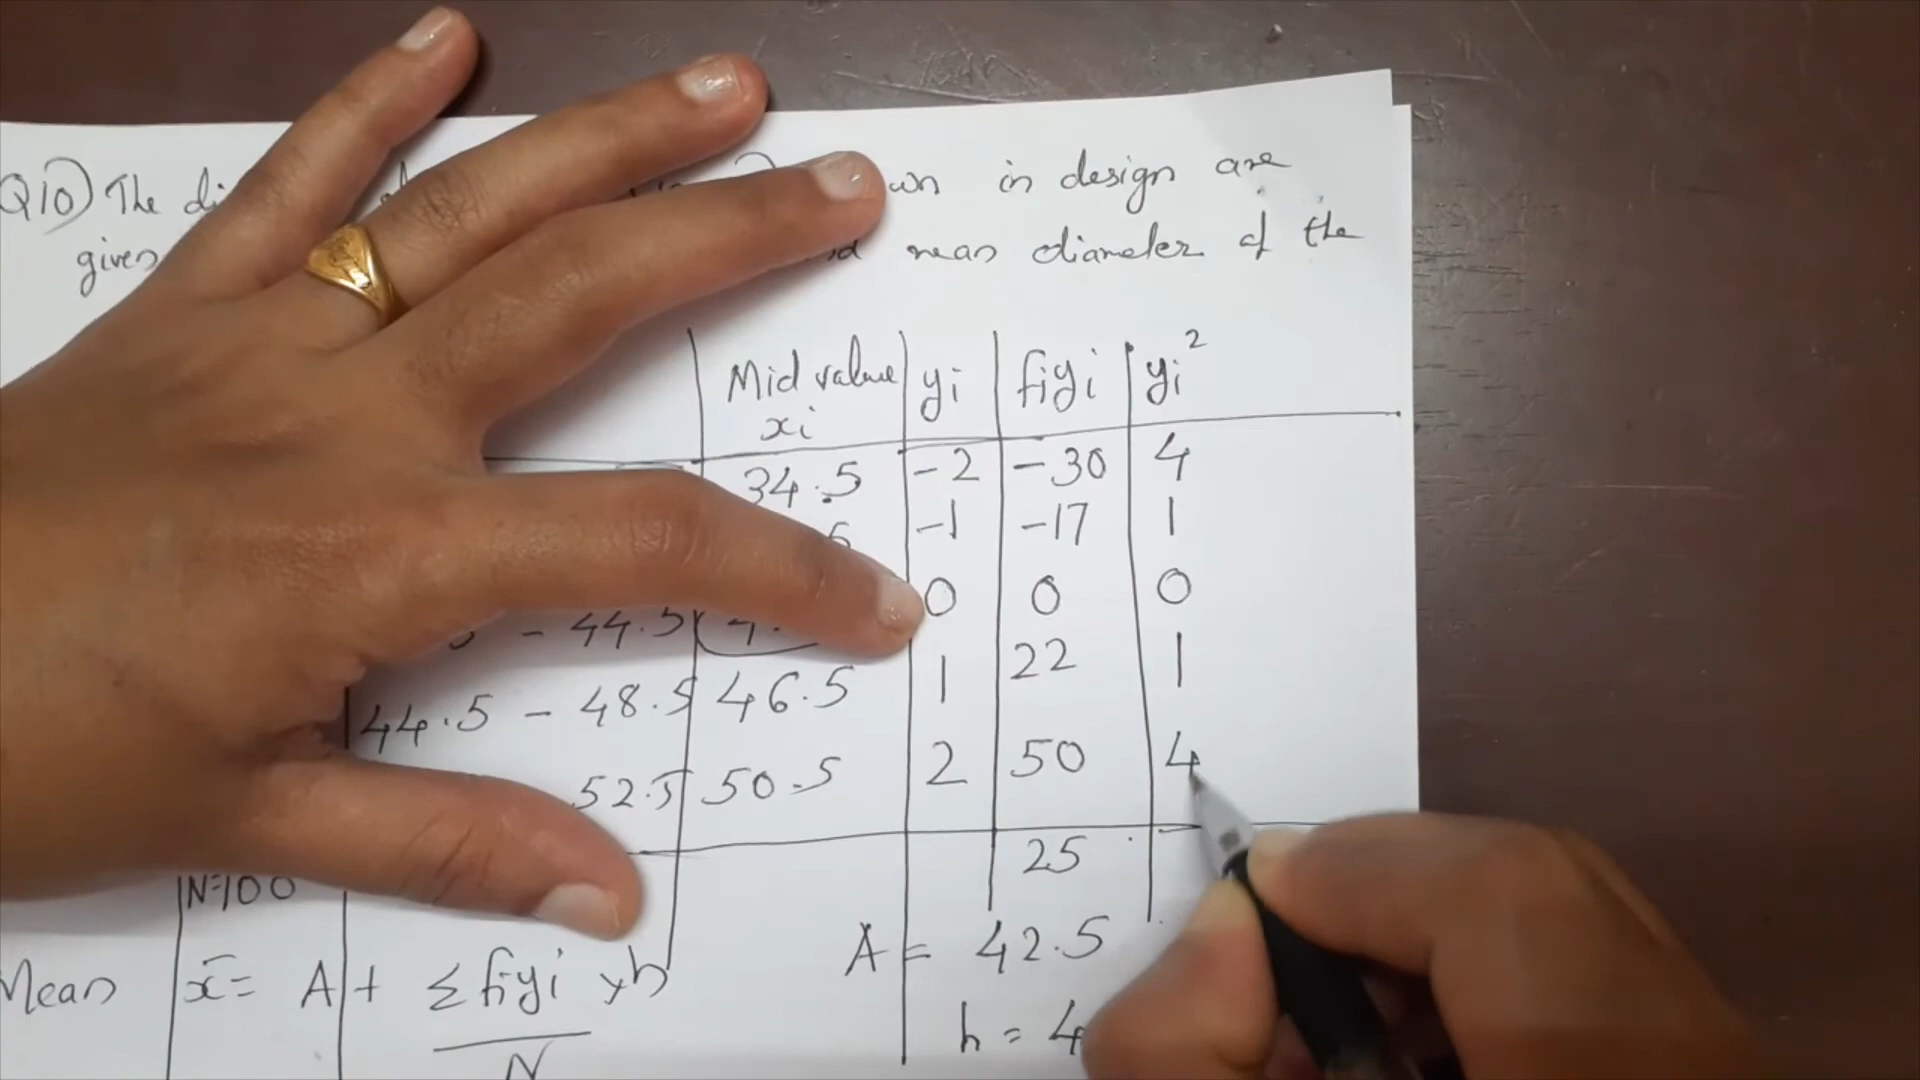 Q10) The in design are
given mean diameter of the
Mid value yi fiyi yi²
xi
34.5 -2 -30 4
-1 -17 1
0 0 0
- 44.5
44.5 - 48.5 46.5 1 22 1
52.5 50.5 2 50 4
25
N=100
A = 42.5
Mean x̄ = A + Σfiyi × h
N
h = 4